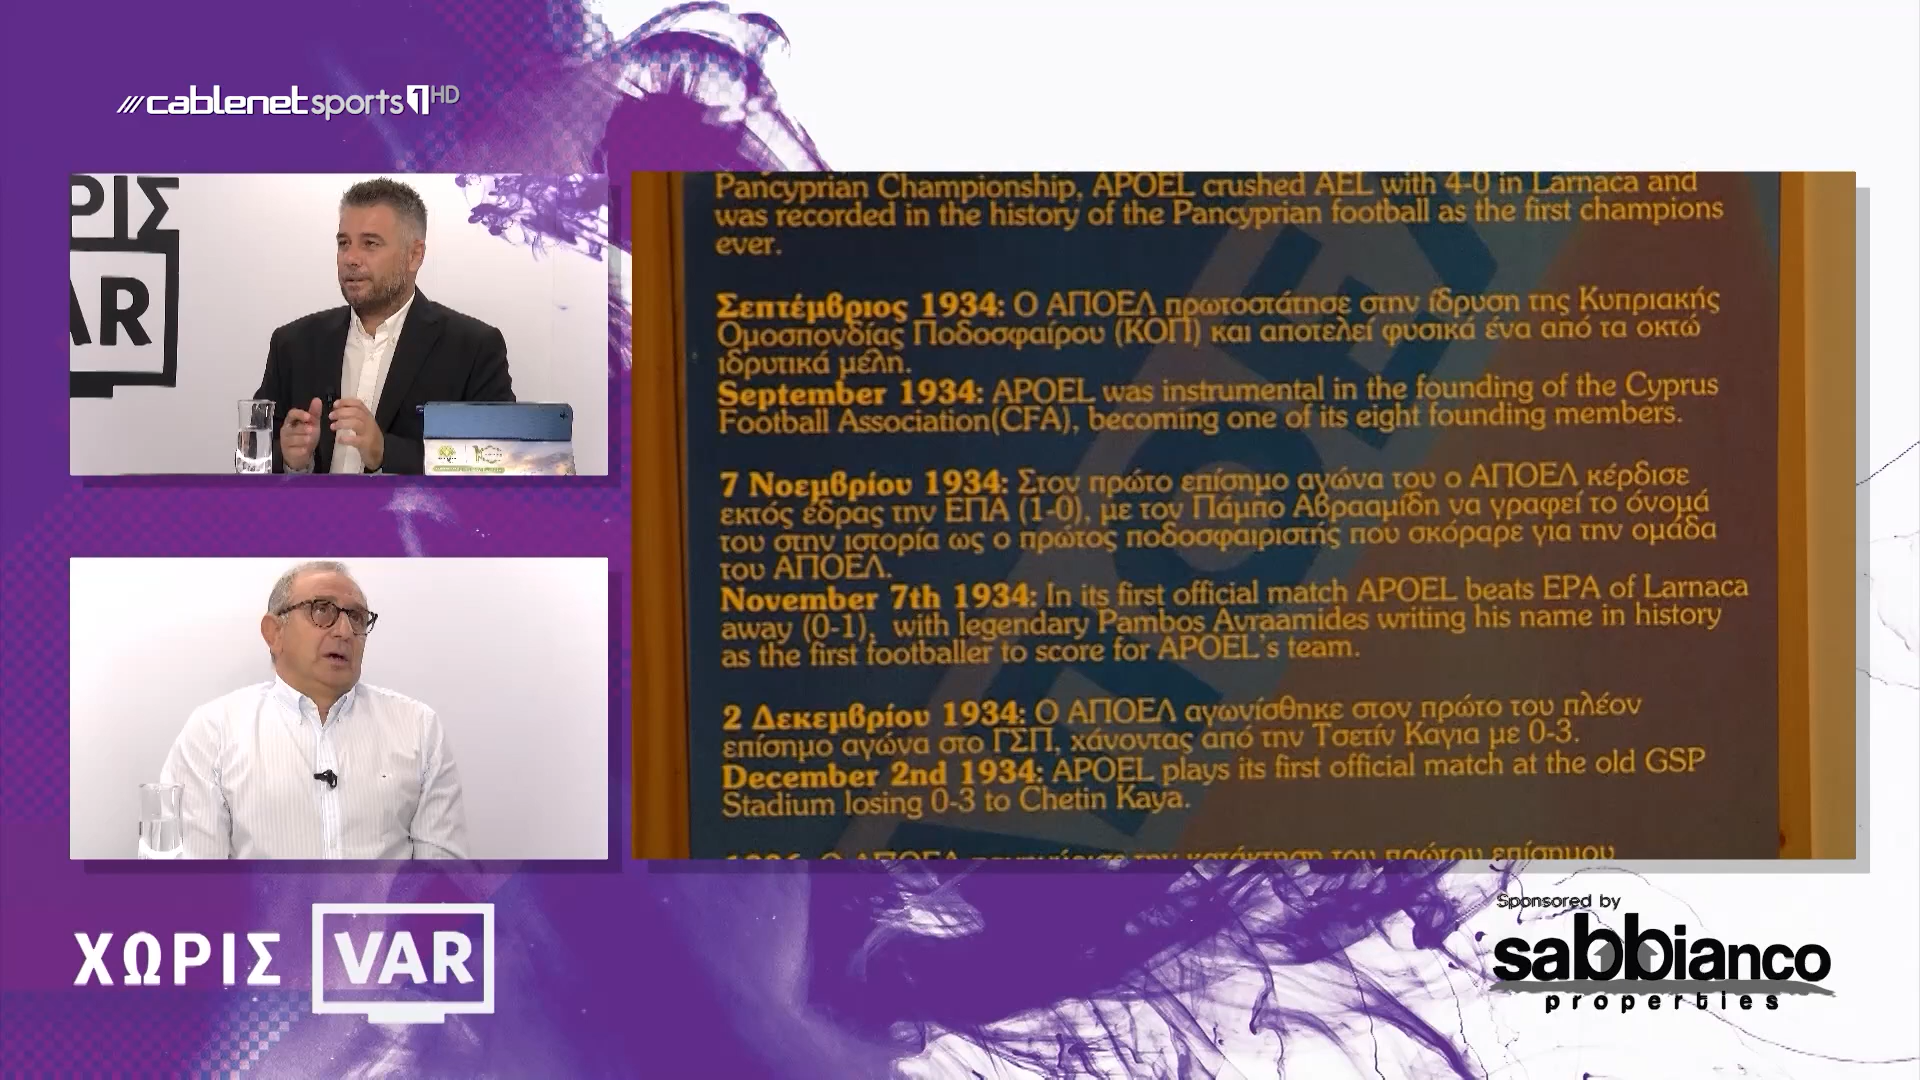 cablenet sports 1 HD
ΡΙΣ
AR
Pancyprian Championship, APOEL crushed AEL with 4-0 in Larnaca and
was recorded in the history of the Pancyprian football as the first champions
ever.
Σεπτέμβριος 1934: Ο ΑΠΟΕΛ πρωτοστάτησε στην ίδρυση της Κυπριακής
Ομοσπονδίας Ποδοσφαίρου (ΚΟΠ) και αποτελεί φυσικά ένα από τα οκτώ
ιδρυτικά μέλη.
September 1934: APOEL was instrumental in the founding of the Cyprus
Football Association(CFA), becoming one of its eight founding members.
7 Νοεμβρίου 1934: Στον πρώτο επίσημο αγώνα του ο ΑΠΟΕΛ κέρδισε
εκτός έδρας την ΕΠΑ (1-0), με τον Πάμπο Αβρααμίδη να γραφεί το όνομά
του στην ιστορία ως ο πρώτος ποδοσφαιριστής που σκόραρε για την ομάδα
του ΑΠΟΕΛ.
November 7th 1934: In its first official match APOEL beats EPA of Larnaca
away (0-1), with legendary Pambos Avraamides writing his name in history
as the first footballer to score for APOEL's team.
2 Δεκεμβρίου 1934: Ο ΑΠΟΕΛ αγωνίσθηκε στον πρώτο του πλέον
επίσημο αγώνα στο ΓΣΠ, χάνοντας από την Τσετίν Καγια με 0-3.
December 2nd 1934: APOEL plays its first official match at the old GSP
Stadium losing 0-3 to Chetin Kaya.
ΧΩΡΙΣ VAR
Sponsored by
sabbianco
properties